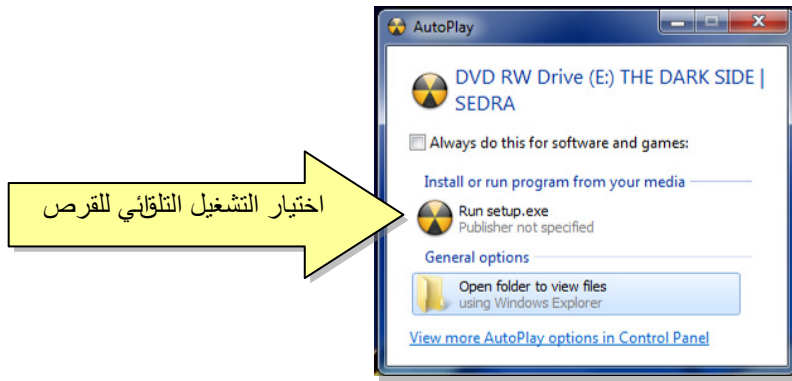 AutoPlay
DVD RW Drive (E:) THE DARK SIDE |
SEDRA
Always do this for software and games:
Install or run program from your media
Run setup.exe
Publisher not specified
General options
Open folder to view files
using Windows Explorer
View more AutoPlay options in Control Panel
اختيار التشغيل التلقائي للقرص